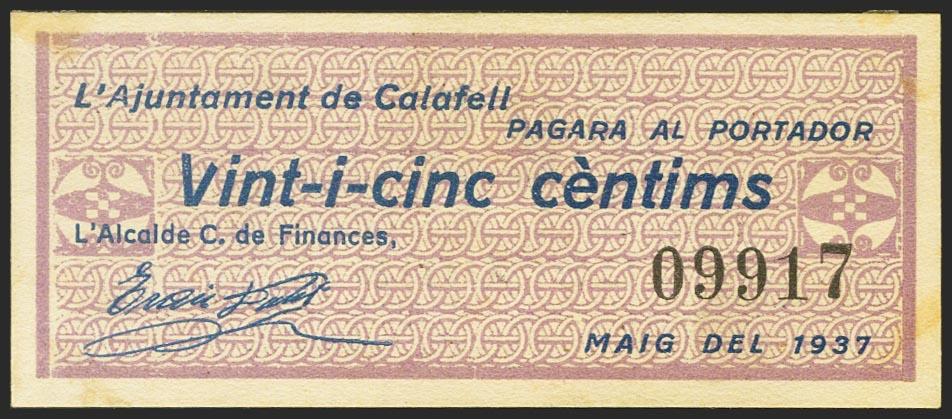 L'Ajuntament de Calafell
PAGARA AL PORTADOR
Vint-i-cinc cèntims
L'Alcalde C. de Finances,
09917
MAIG DEL 1937